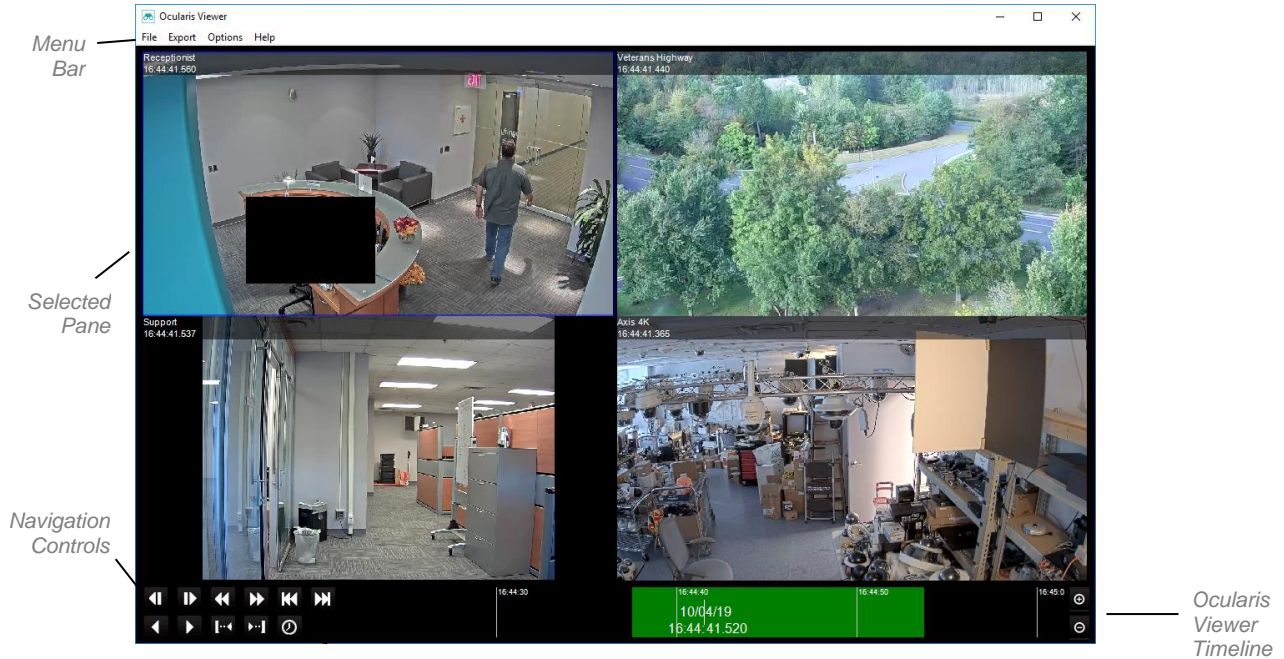 Ocularis Viewer
File Export Options Help
Menu
Bar
Receptionist
16:44:41.560
EXIT
Veterans Highway
16:44:41.440
Selected
Pane
Support
16:44:41.537
Axis 4K
16:44:41.365
Navigation
Controls
16:44:30
16:44:40
16:44:50
16:45:0
10/04/19
16:44:41.520
Ocularis
Viewer
Timeline